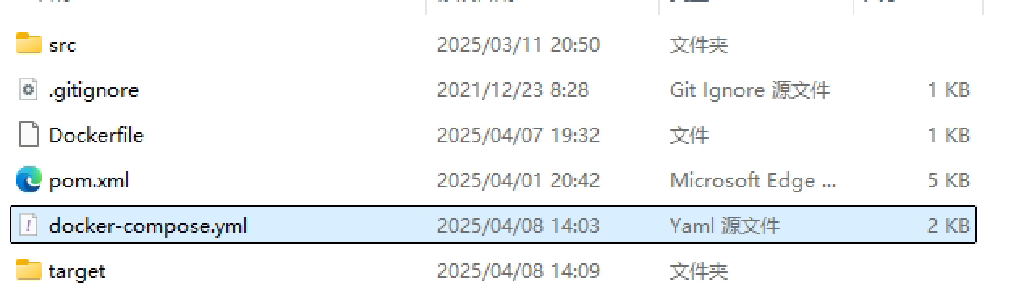 src 2025/03/11 20:50 文件夹
.gitignore 2021/12/23 8:28 Git Ignore 源文件 1 KB
Dockerfile 2025/04/07 19:32 文件 1 KB
pom.xml 2025/04/01 20:42 Microsoft Edge ... 5 KB
docker-compose.yml 2025/04/08 14:03 Yaml 源文件 2 KB
target 2025/04/08 14:09 文件夹